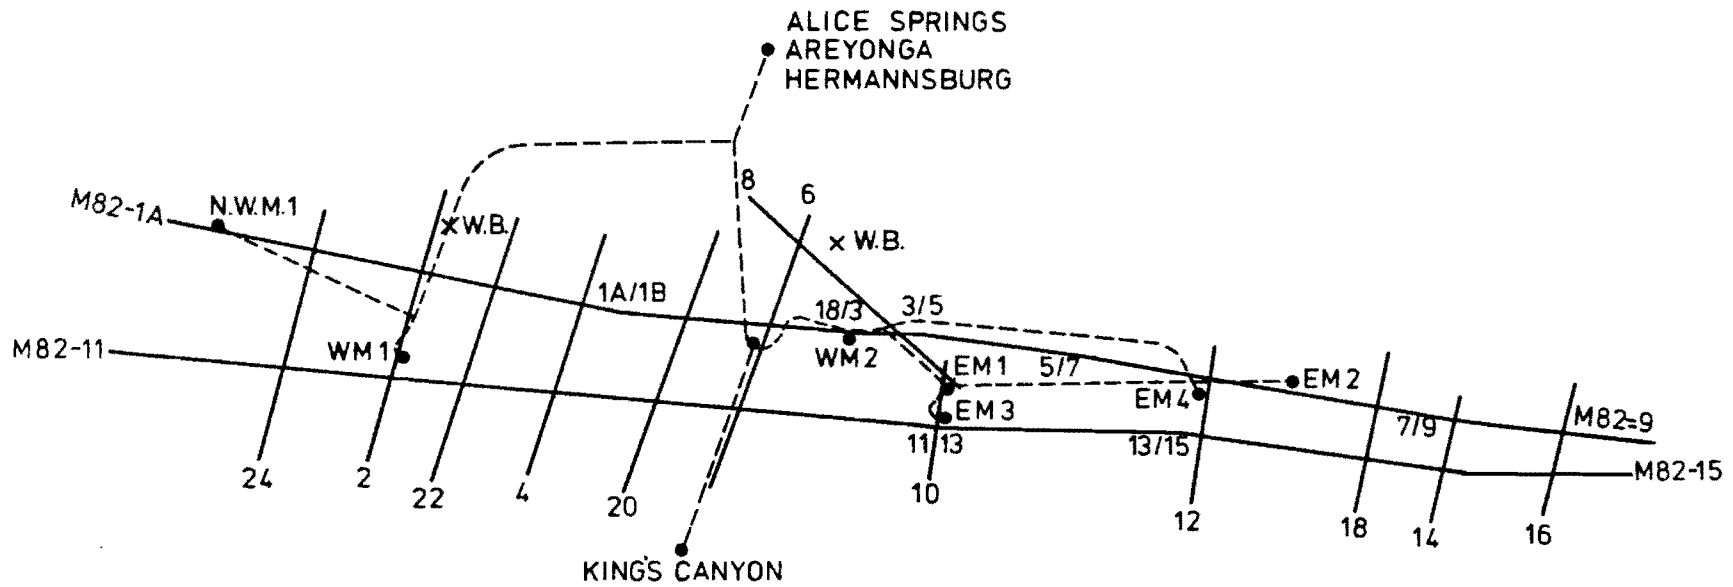 ALICE SPRINGS
AREYONGA
HERMANNSBURG
8
6
M82-1A
N.W.M.1
W.B.
W.B.
1A/1B
18/3
3/5
M82-11
WM1
WM2
EM1
5/7
EM2
EM4
EM3
7/9
M82=9
11/13
13/15
M82-15
24
2
22
4
20
10
12
18
14
16
KING'S CANYON